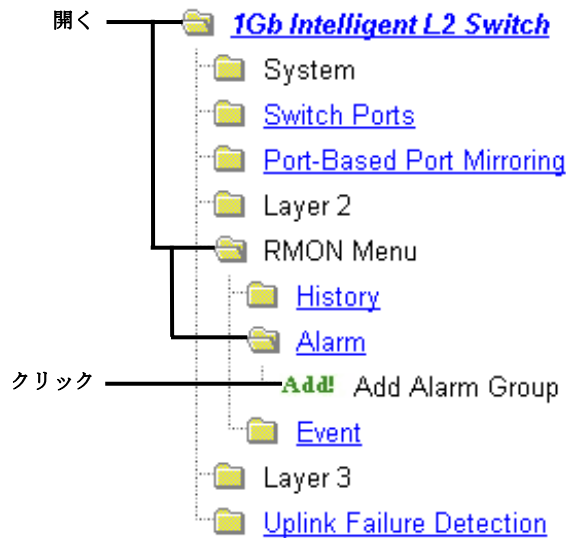 開く
1Gb Intelligent L2 Switch
System
Switch Ports
Port-Based Port Mirroring
Layer 2
RMON Menu
History
Alarm
クリック Add! Add Alarm Group
Event
Layer 3
Uplink Failure Detection